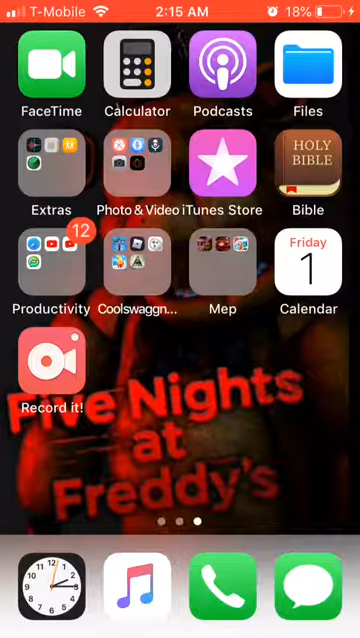 T-Mobile 2:15 AM 18%
FaceTime Calculator Podcasts Files
HOLY
BIBLE
Extras Photo & Video iTunes Store Bible
12
Friday
1
Productivity Coolswaggn... Mep Calendar
Record it!
Five Nights
at
Freddy's
12